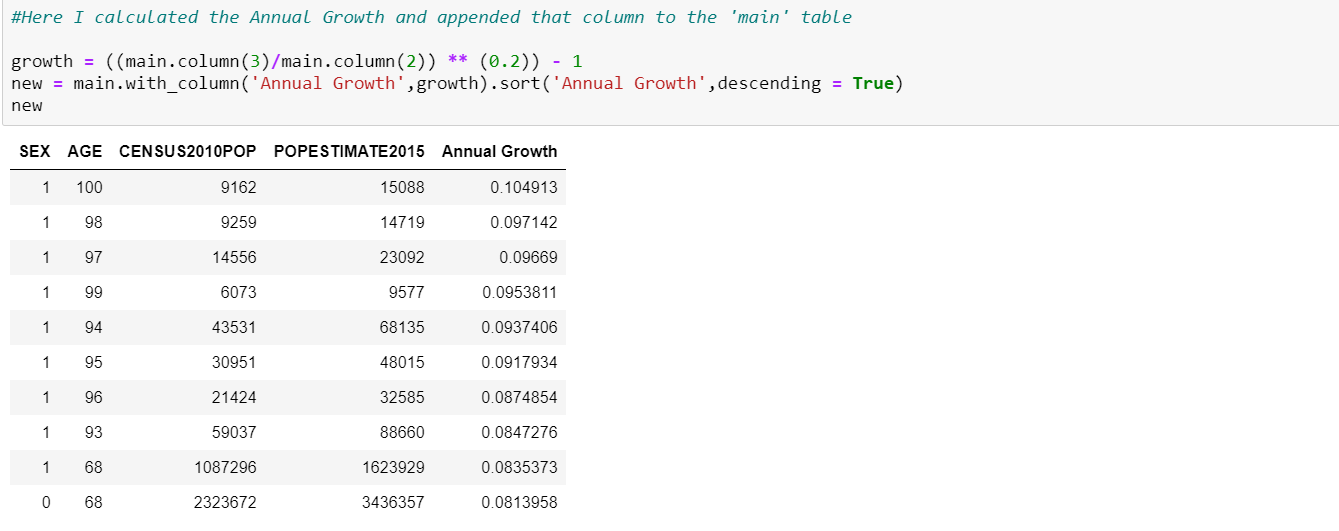 #Here I calculated the Annual Growth and appended that column to the 'main' table
growth = ((main.column(3)/main.column(2)) ** (0.2)) - 1
new = main.with_column('Annual Growth',growth).sort('Annual Growth',descending = True)
new
SEX AGE CENSUS2010POP POPESTIMATE2015 Annual Growth
1 100 9162 15088 0.104913
1 98 9259 14719 0.097142
1 97 14556 23092 0.09669
1 99 6073 9577 0.0953811
1 94 43531 68135 0.0937406
1 95 30951 48015 0.0917934
1 96 21424 32585 0.0874854
1 93 59037 88660 0.0847276
1 68 1087296 1623929 0.0835373
0 68 2323672 3436357 0.0813958